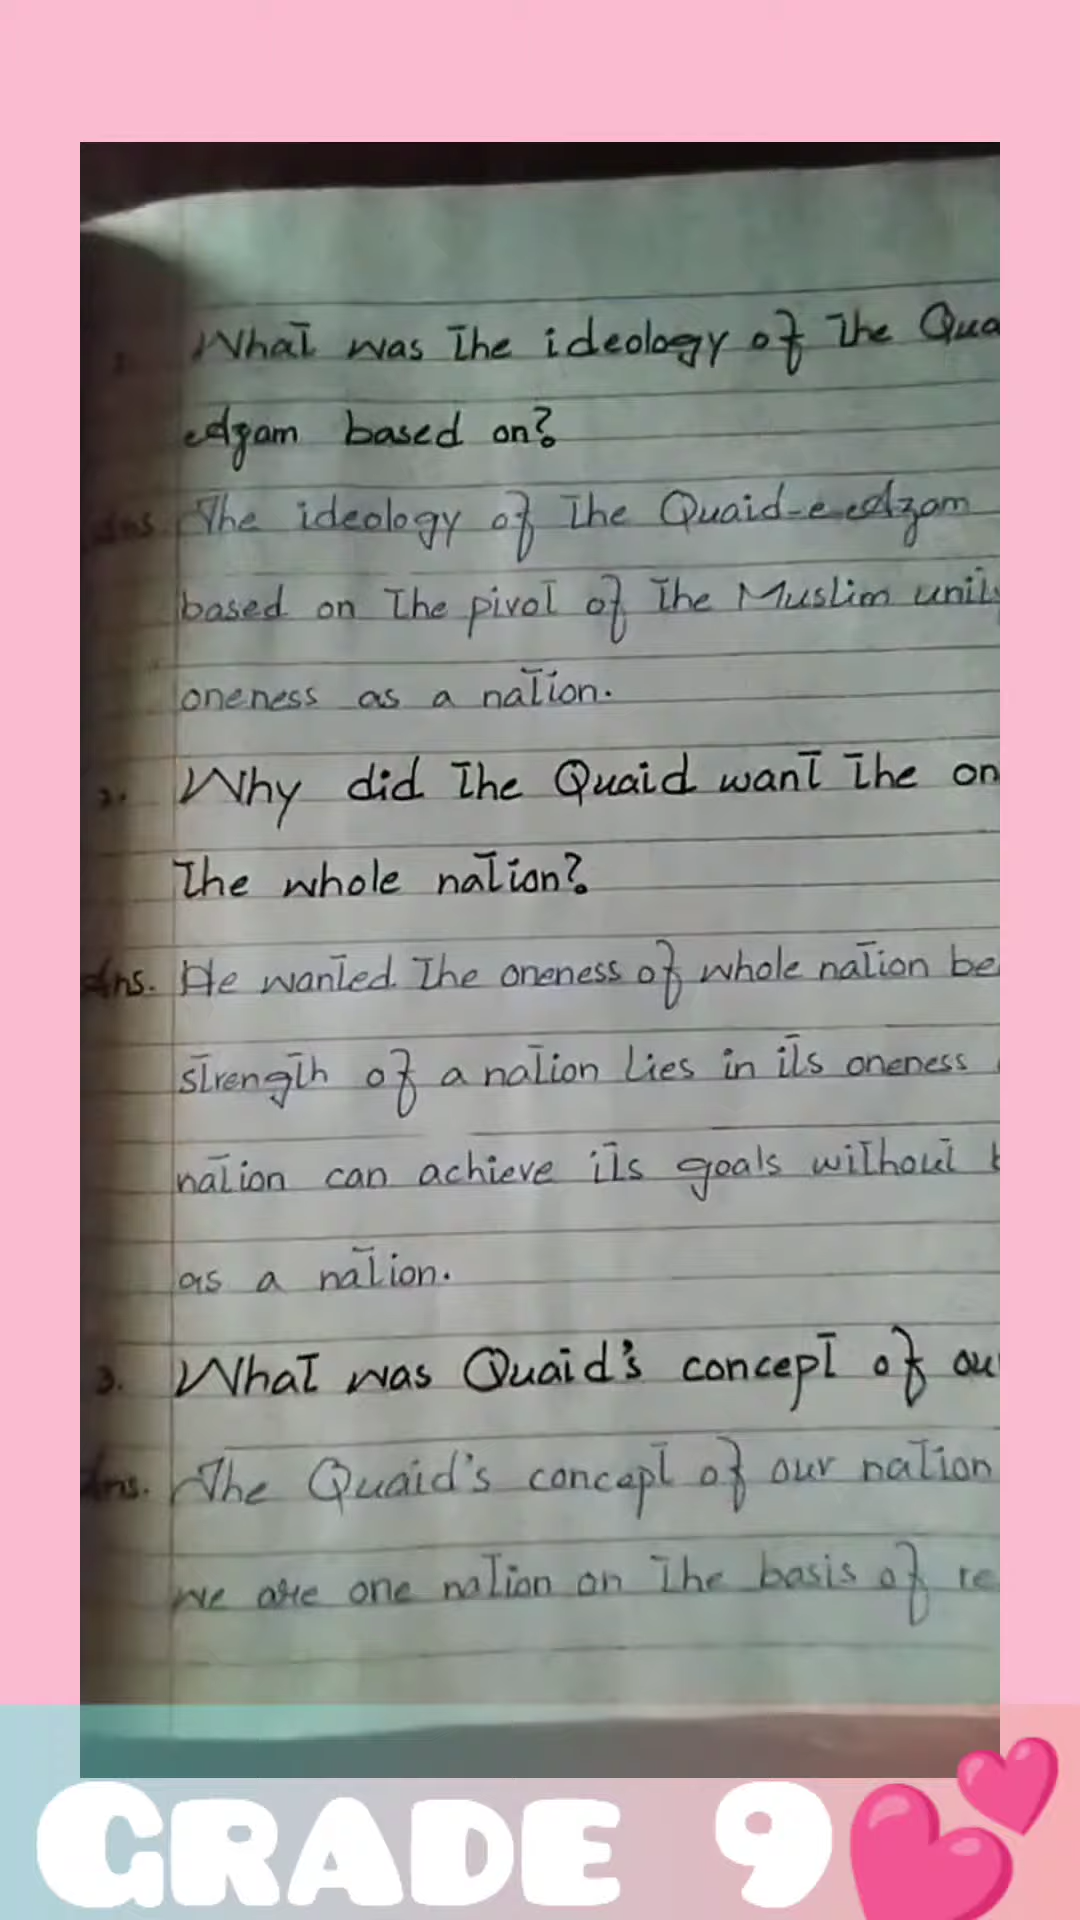 1. What was the ideology of the Qua
eAzam based on?
Ans. The ideology of the Quaid-e-Azam
based on the pivot of the Muslim unity
oneness as a nation.
2. Why did the Quaid want the on
the whole nation?
Ans. He wanted the oneness of whole nation be
strength of a nation lies in its oneness
nation can achieve its goals without
as a nation.
3. What was Quaid's concept of ou
Ans. The Quaid's concept of our nation
we are one nation on the basis of re
GRADE 9